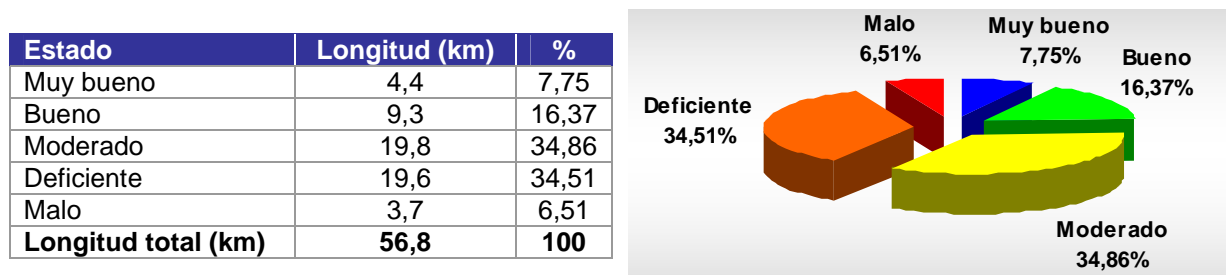 Estado Longitud (km) %
Muy bueno 4,4 7,75
Bueno 9,3 16,37
Moderado 19,8 34,86
Deficiente 19,6 34,51
Malo 3,7 6,51
Longitud total (km) 56,8 100
Malo
6,51%
Muy bueno
7,75%
Bueno
16,37%
Deficiente
34,51%
Moderado
34,86%